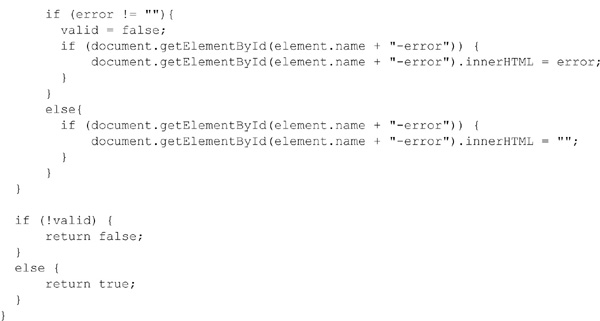 if (error != ""){
valid = false;
if (document.getElementById(element.name + "-error")) {
document.getElementById(element.name + "-error").innerHTML = error;
}
}
else{
if (document.getElementById(element.name + "-error")) {
document.getElementById(element.name + "-error").innerHTML = "";
}
}
}
if (!valid) {
return false;
}
else {
return true;
}
}